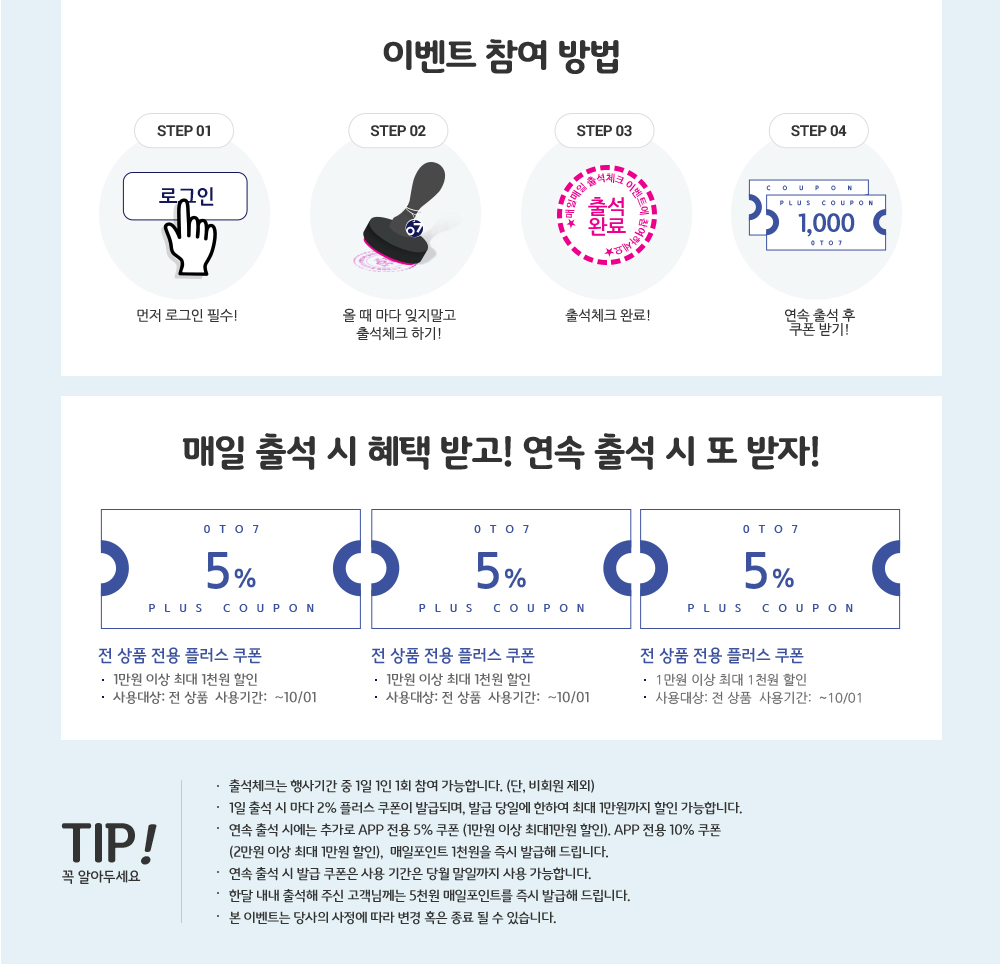 이벤트 참여 방법
STEP 01
STEP 02
STEP 03
STEP 04
로그인
★매일매일 출석체크 이벤트에 참여하세요★
출석
완료
COUPON
PLUS COUPON
1,000
0TO7
먼저 로그인 필수!
올 때 마다 잊지말고
출석체크 하기!
출석체크 완료!
연속 출석 후
쿠폰 받기!
매일 출석 시 혜택 받고! 연속 출석 시 또 받자!
0TO7
5%
PLUS COUPON
0TO7
5%
PLUS COUPON
0TO7
5%
PLUS COUPON
전 상품 전용 플러스 쿠폰
· 1만원 이상 최대 1천원 할인
· 사용대상: 전 상품 사용기간: ~10/01
전 상품 전용 플러스 쿠폰
· 1만원 이상 최대 1천원 할인
· 사용대상: 전 상품 사용기간: ~10/01
전 상품 전용 플러스 쿠폰
· 1만원 이상 최대 1천원 할인
· 사용대상: 전 상품 사용기간: ~10/01
TIP!
꼭 알아두세요
· 출석체크는 행사기간 중 1일 1인 1회 참여 가능합니다. (단, 비회원 제외)
· 1일 출석 시 마다 2% 플러스 쿠폰이 발급되며, 발급 당일에 한하여 최대 1만원까지 할인 가능합니다.
· 연속 출석 시에는 추가로 APP 전용 5% 쿠폰 (1만원 이상 최대1만원 할인). APP 전용 10% 쿠폰
(2만원 이상 최대 1만원 할인), 매일포인트 1천원을 즉시 발급해 드립니다.
· 연속 출석 시 발급 쿠폰은 사용 기간은 당월 말일까지 사용 가능합니다.
· 한달 내내 출석해 주신 고객님께는 5천원 매일포인트를 즉시 발급해 드립니다.
· 본 이벤트는 당사의 사정에 따라 변경 혹은 종료 될 수 있습니다.